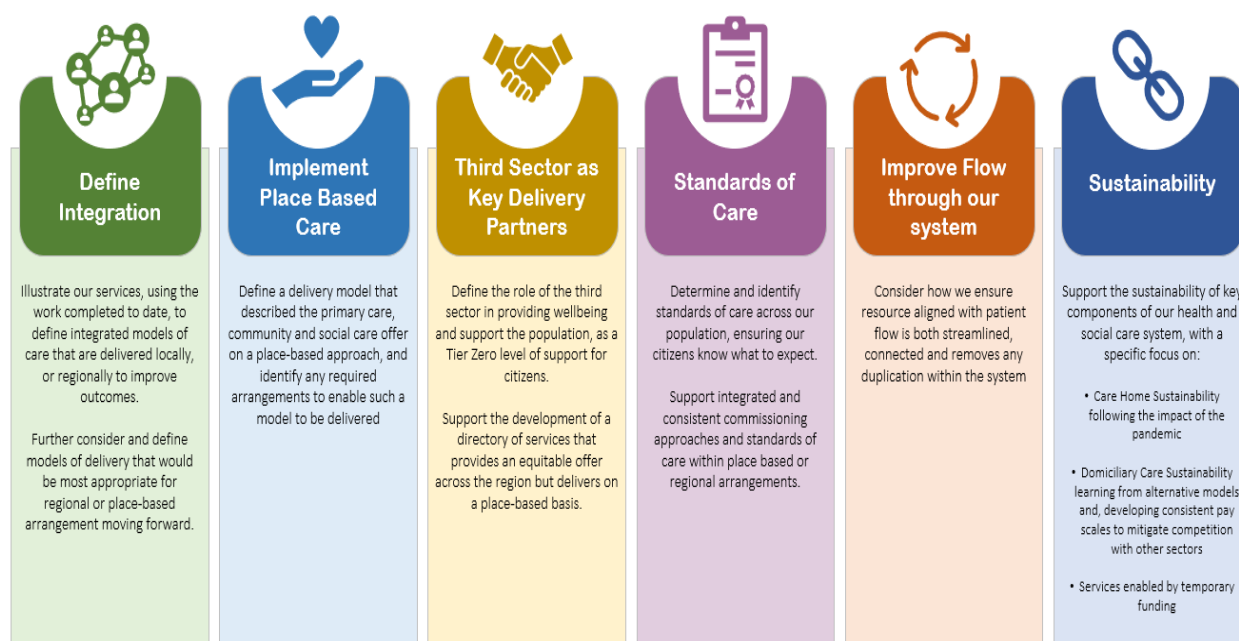 Define
Integration
Illustrate our services, using the
work completed to date, to
define integrated models of
care that are delivered locally,
or regionally to improve
outcomes.
Further consider and define
models of delivery that would
be most appropriate for
regional or place-based
arrangement moving forward.
Implement
Place Based
Care
Define a delivery model that
described the primary care,
community and social care offer
on a place-based approach, and
identify any required
arrangements to enable such a
model to be delivered
Third Sector as
Key Delivery
Partners
Define the role of the third
sector in providing wellbeing
and support the population, as a
Tier Zero level of support for
citizens.
Support the development of a
directory of services that
provides an equitable offer
across the region but delivers on
a place-based basis.
Standards of
Care
Determine and identify
standards of care across our
population, ensuring our
citizens know what to expect.
Support integrated and
consistent commissioning
approaches and standards of
care within place based or
regional arrangements.
Improve Flow
through our
system
Consider how we ensure
resource aligned with patient
flow is both streamlined,
connected and removes any
duplication within the system
Sustainability
Support the sustainability of key
components of our health and
social care system, with a
specific focus on:
• Care Home Sustainability
following the impact of the
pandemic
• Domiciliary Care Sustainability
learning from alternative models
and, developing consistent pay
scales to mitigate competition
with other sectors
• Services enabled by temporary
funding